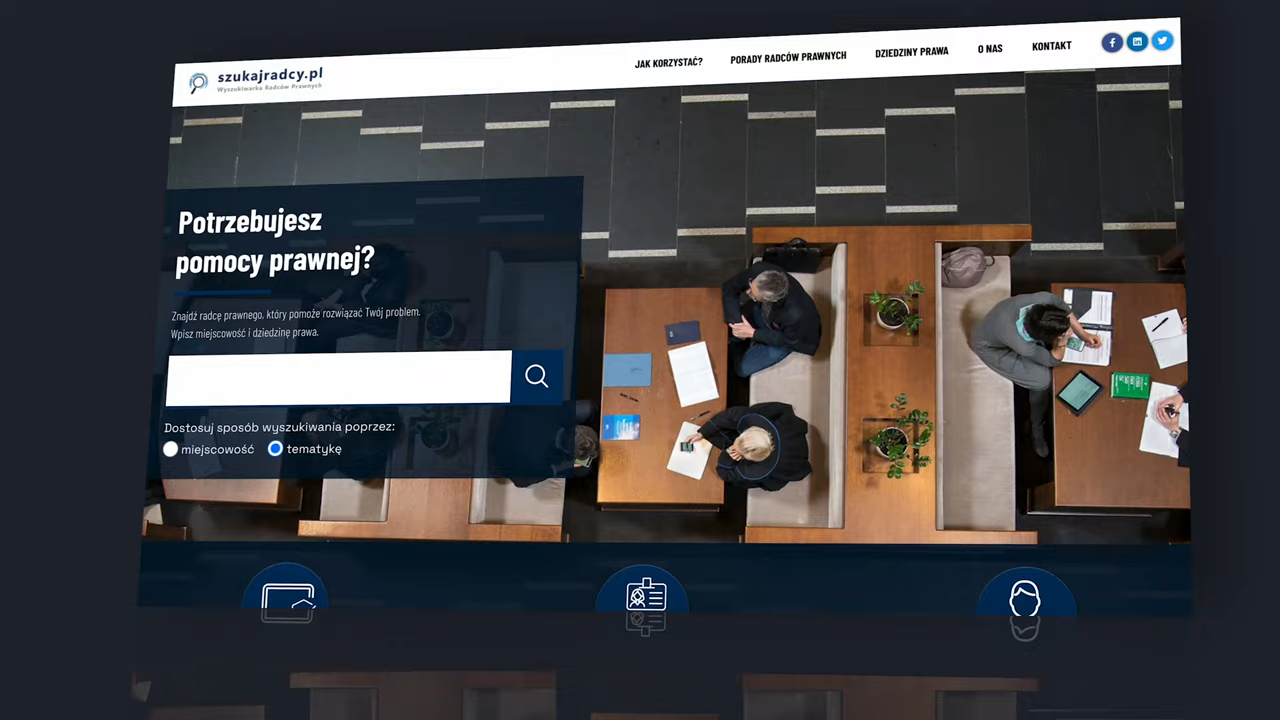 szukajradcy.pl
Wyszukiwarka Radców Prawnych
JAK KORZYSTAĆ?
PORADY RADCÓW PRAWNYCH
DZIEDZINY PRAWA
O NAS
KONTAKT
Potrzebujesz
pomocy prawnej?
Znajdź radcę prawnego, który pomoże rozwiązać Twój problem.
Wpisz miejscowość i dziedzinę prawa.
Dostosuj sposób wyszukiwania poprzez:
miejscowość
tematykę